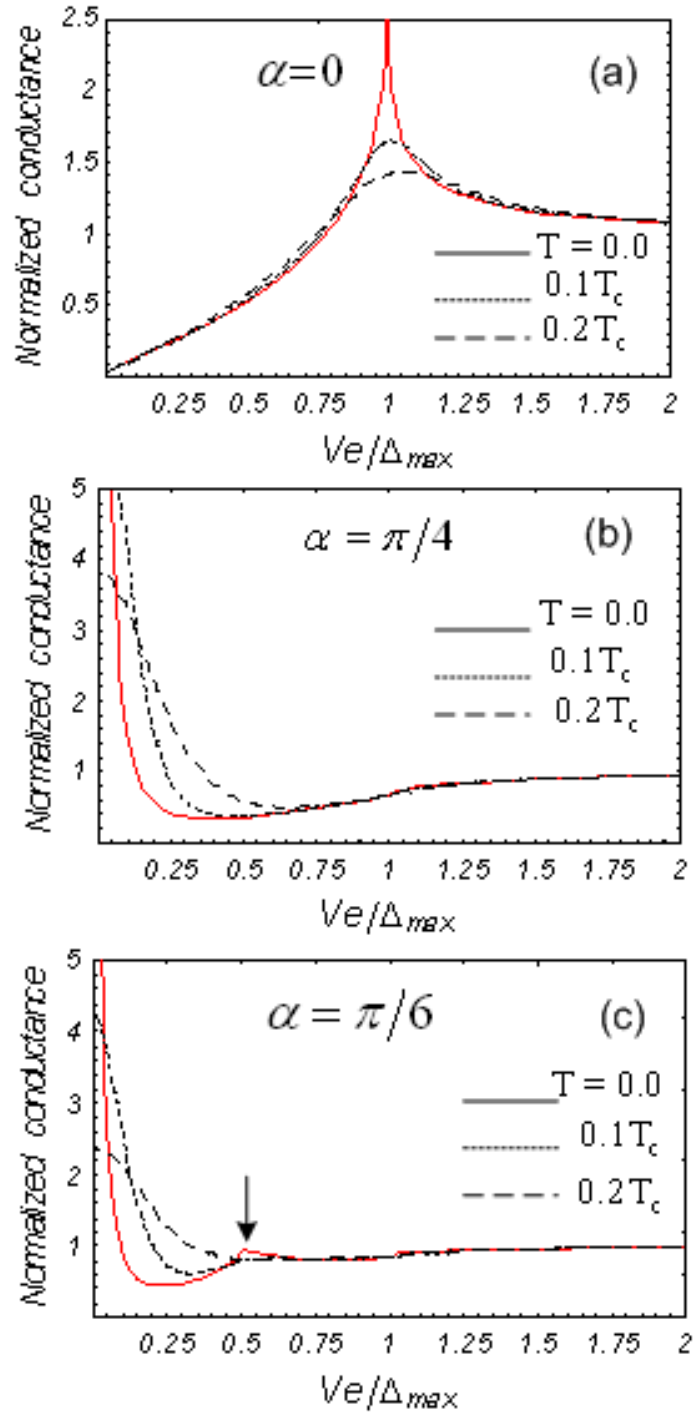 2.5
α=0
(a)
2
1.5
1
0.5
Normalized conductance
T = 0.0
0.1T_c
0.2T_c
0.25 0.5 0.75 1 1.25 1.5 1.75 2
Ve/Δ_max
5
α = π/4
(b)
4
3
2
1
Normalized conductance
T = 0.0
0.1T_c
0.2T_c
0.25 0.5 0.75 1 1.25 1.5 1.75 2
Ve/Δ_max
5
α = π/6
(c)
4
3
2
1
Normalized conductance
T = 0.0
0.1T_c
0.2T_c
0.25 0.5 0.75 1 1.25 1.5 1.75 2
Ve/Δ_max